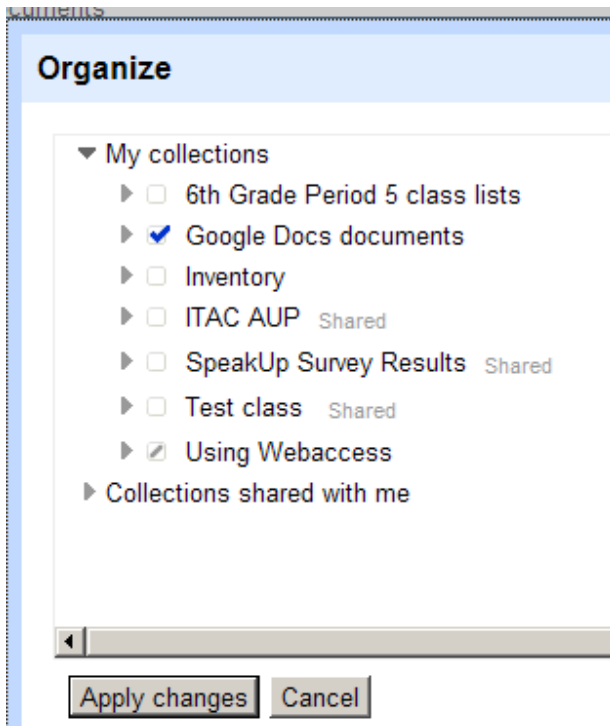 Organize
My collections
6th Grade Period 5 class lists
Google Docs documents
Inventory
ITAC AUP Shared
SpeakUp Survey Results Shared
Test class Shared
Using Webaccess
Collections shared with me
Apply changes Cancel